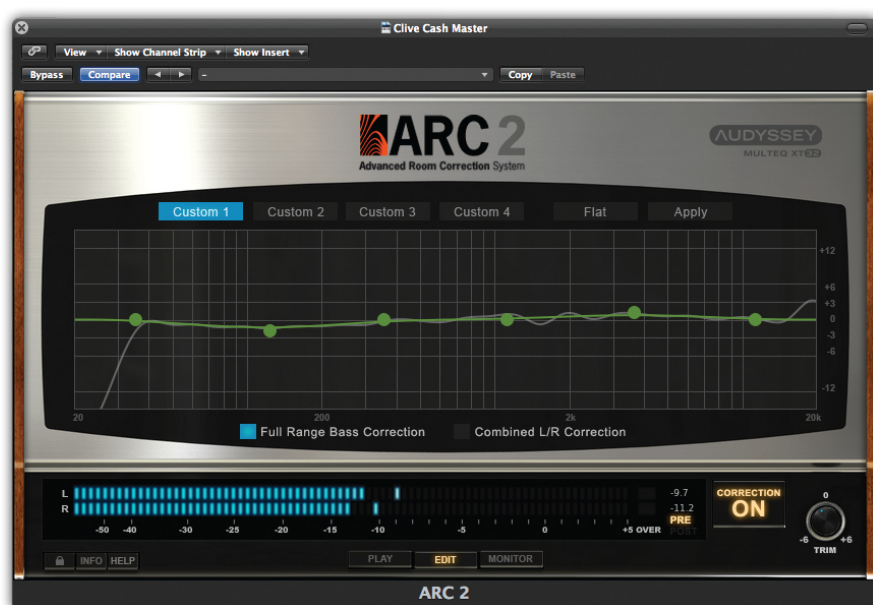 Clive Cash Master
View Show Channel Strip Show Insert
Bypass Compare - Copy Paste
ARC 2
Advanced Room Correction System
AUDYSSEY
MULTEQ XT32
Custom 1 Custom 2 Custom 3 Custom 4 Flat Apply
+12
+6
+3
0
-3
-6
-12
20 200 2k 20k
Full Range Bass Correction Combined L/R Correction
L -9.7
R -11.2
PRE
POST
-50 -40 -30 -25 -20 -15 -10 -5 0 +5 OVER
CORRECTION
ON
0
-6 +6
TRIM
INFO HELP
PLAY EDIT MONITOR
ARC 2